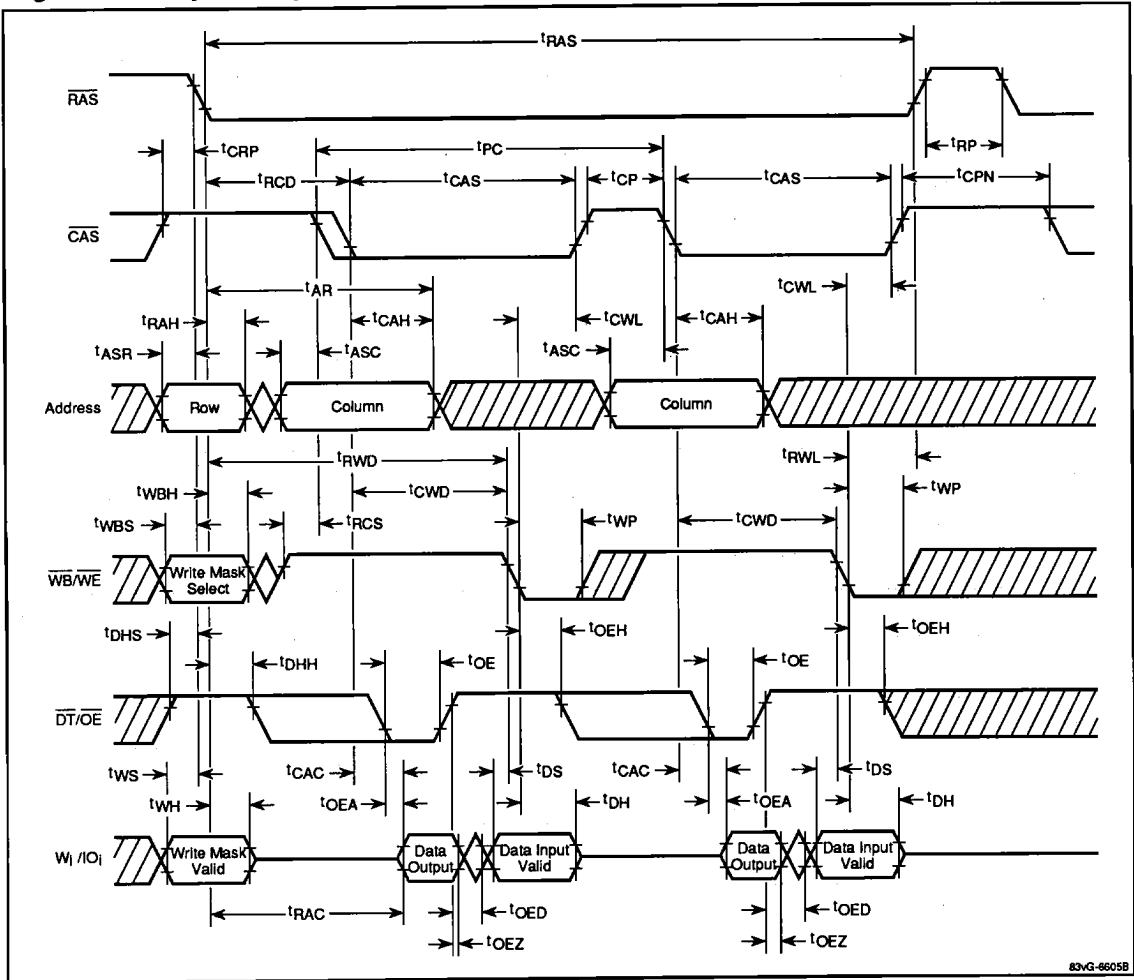 tRAS
RAS
tCRP
tPC
tRP
tRCD
tCAS
tCP
tCAS
tCPN
CAS
tAR
tCWL
tRAH
tCAH
tCWL
tCAH
tASR
tASC
tASC
Address
Row
Column
Column
tRWD
tRWL
tWBH
tCWD
tWP
tWBS
tRCS
tWP
tCWD
WB/WE
Write Mask
Select
tDHS
tDHH
tOE
tOEH
tOE
tOEH
DT/OE
tWS
tCAC
tDS
tCAC
tDS
tWH
tOEA
tDH
tOEA
tDH
Wi /IOi
Write Mask
Valid
Data
Output
Data Input
Valid
Data
Output
Data Input
Valid
tRAC
tOED
tOED
tOEZ
tOEZ
83vG-6605B